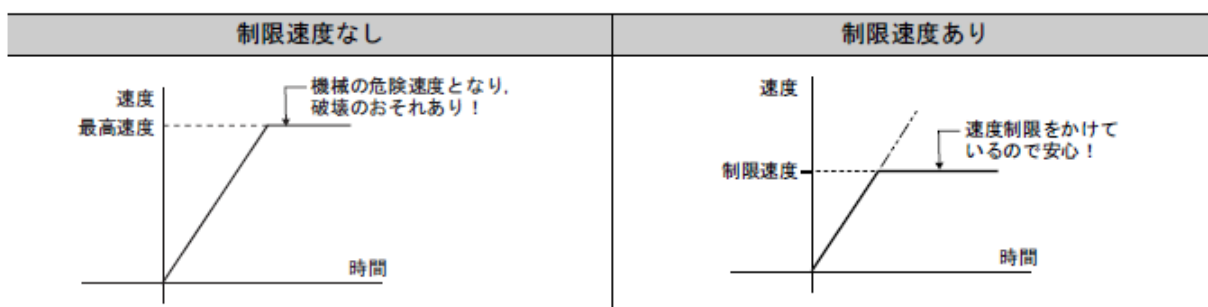 制限速度なし
制限速度あり
速度
最高速度
機械の危険速度となり,
破壊のおそれあり！
時間
速度
制限速度
速度制限をかけて
いるので安心！
時間